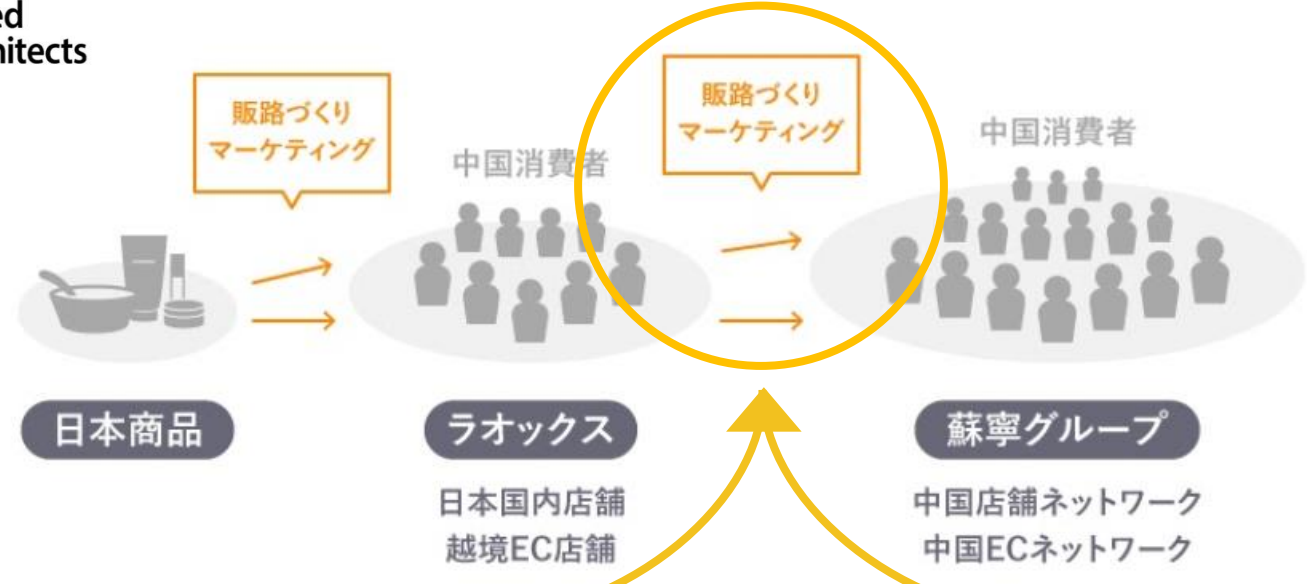 販路づくり
マーケティング
中国消費者
販路づくり
マーケティング
中国消費者
日本商品
ラオックス
蘇寧グループ
日本国内店舗
越境EC店舗
中国店舗ネットワーク
中国ECネットワーク